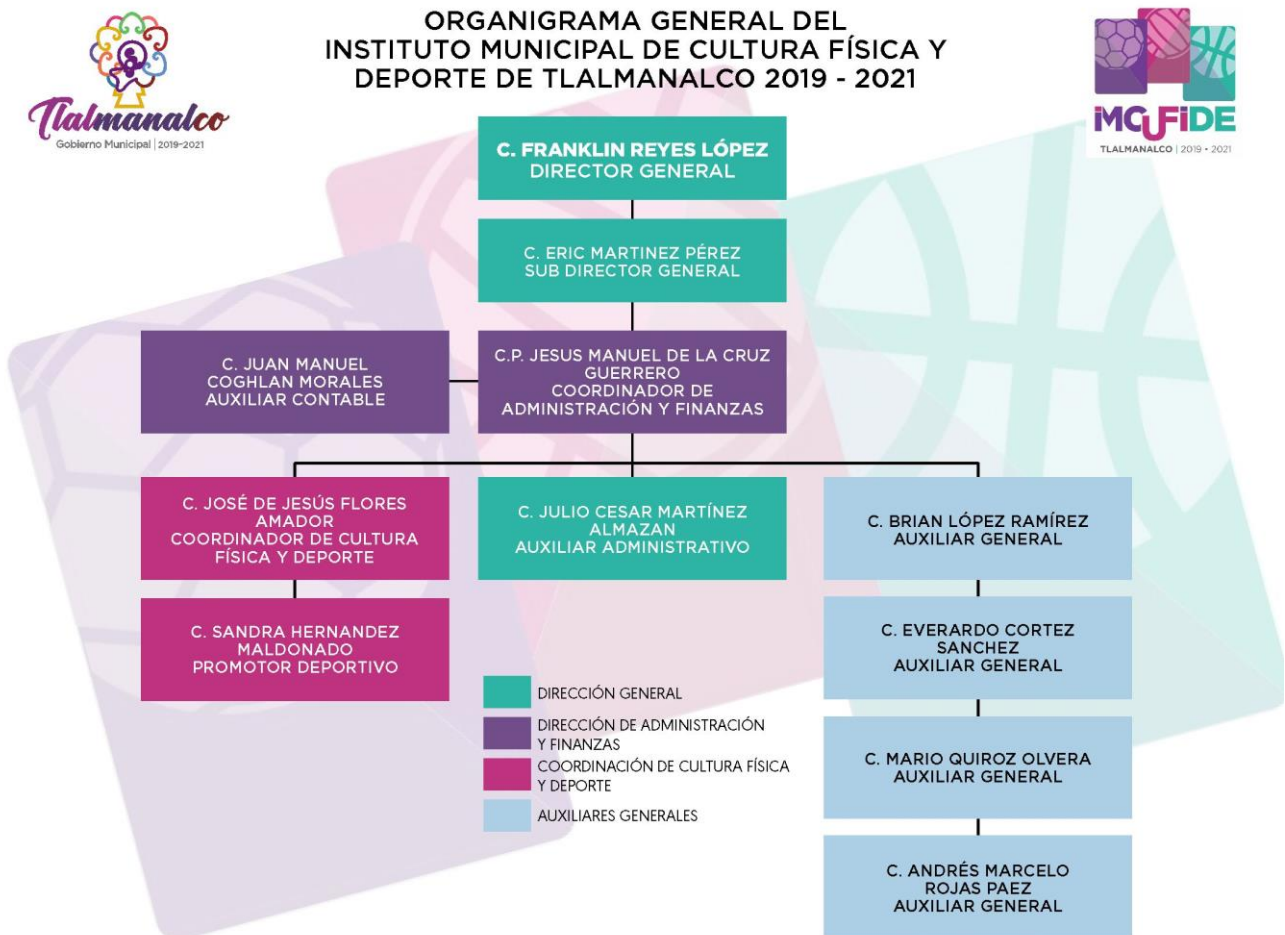 Tlalmanalco
Gobierno Municipal | 2019-2021
ORGANIGRAMA GENERAL DEL
INSTITUTO MUNICIPAL DE CULTURA FÍSICA Y
DEPORTE DE TLALMANALCO 2019 - 2021
iMCUFiDE
TLALMANALCO | 2019 • 2021
C. FRANKLIN REYES LÓPEZ
DIRECTOR GENERAL
C. ERIC MARTINEZ PÉREZ
SUB DIRECTOR GENERAL
C. JUAN MANUEL
COGHLAN MORALES
AUXILIAR CONTABLE
C.P. JESUS MANUEL DE LA CRUZ
GUERRERO
COORDINADOR DE
ADMINISTRACIÓN Y FINANZAS
C. JOSÉ DE JESÚS FLORES
AMADOR
COORDINADOR DE CULTURA
FÍSICA Y DEPORTE
C. JULIO CESAR MARTÍNEZ
ALMAZAN
AUXILIAR ADMINISTRATIVO
C. BRIAN LÓPEZ RAMÍREZ
AUXILIAR GENERAL
C. SANDRA HERNANDEZ
MALDONADO
PROMOTOR DEPORTIVO
C. EVERARDO CORTEZ
SANCHEZ
AUXILIAR GENERAL
DIRECCIÓN GENERAL
DIRECCIÓN DE ADMINISTRACIÓN
Y FINANZAS
COORDINACIÓN DE CULTURA FÍSICA
Y DEPORTE
AUXILIARES GENERALES
C. MARIO QUIROZ OLVERA
AUXILIAR GENERAL
C. ANDRÉS MARCELO
ROJAS PAEZ
AUXILIAR GENERAL